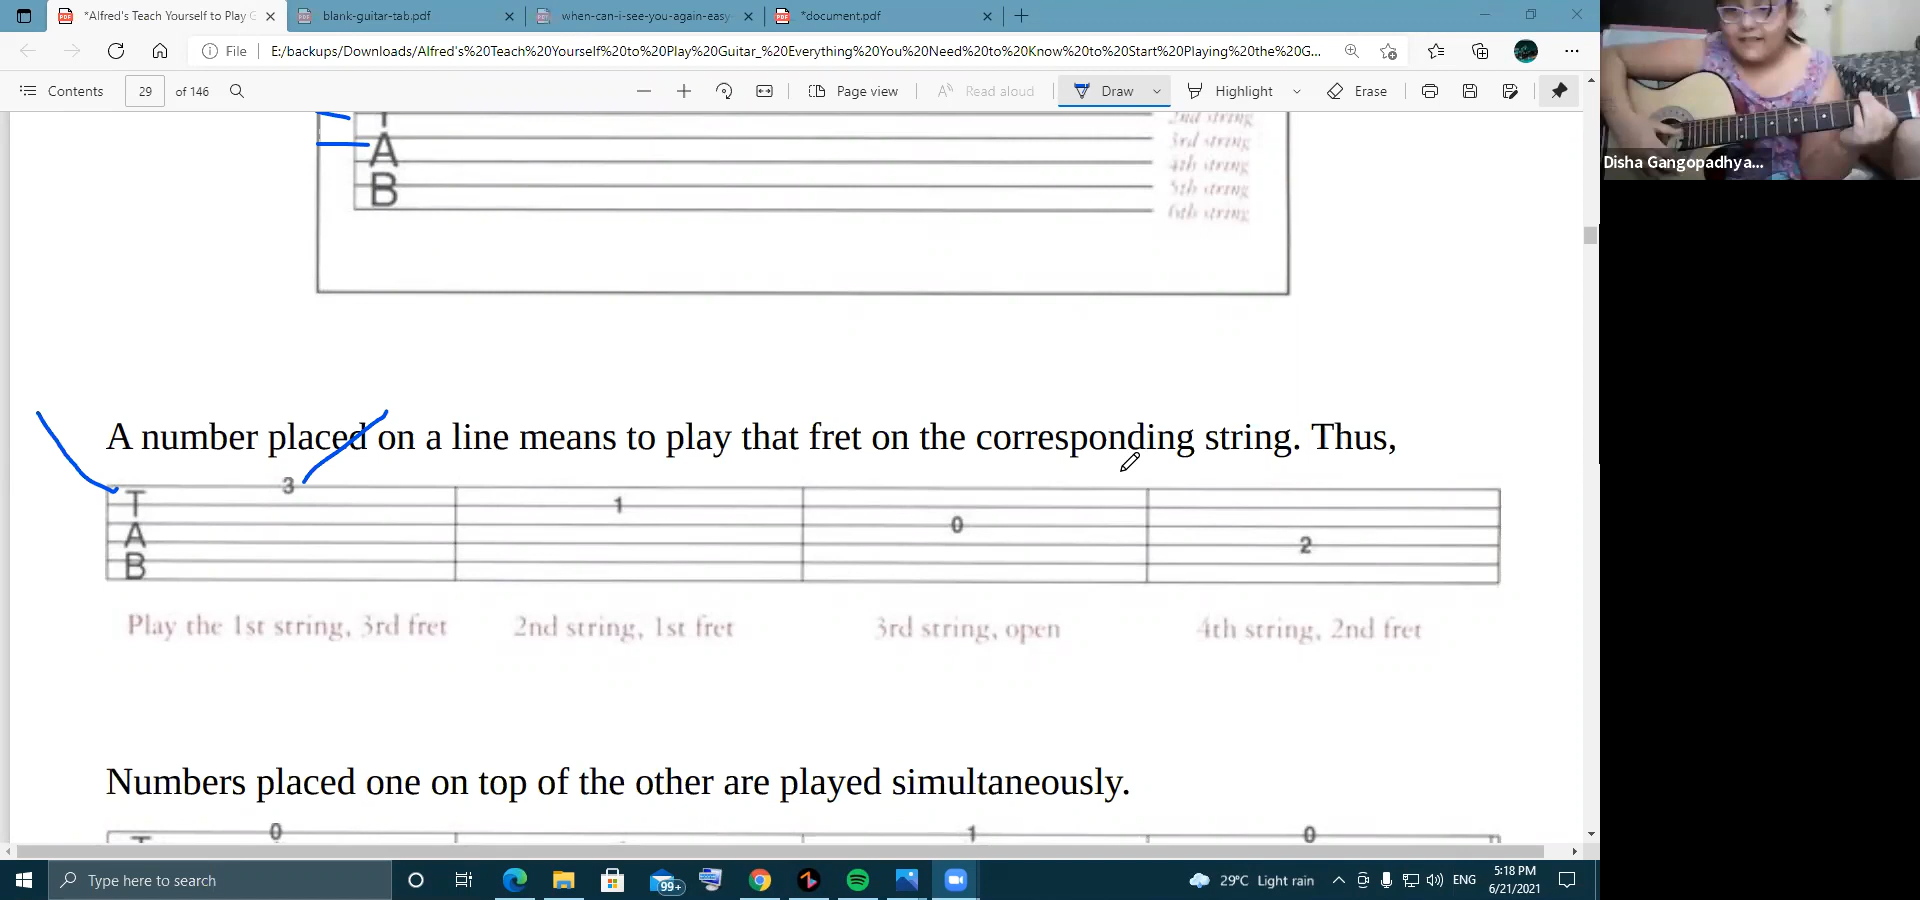 *Alfred's Teach Yourself to Play G
blank-guitar-tab.pdf
when-can-i-see-you-again-easy-
*document.pdf
File
E:/backups/Downloads/Alfred's%20Teach%20Yourself%20to%20Play%20Guitar_%20Everything%20You%20Need%20to%20Know%20to%20Start%20Playing%20the%20G...
Contents
29
of 146
Page view
Read aloud
Draw
Highlight
Erase
Disha Gangopadhya...
2nd string
3rd string
4th string
5th string
6th string
T
A
B
A number placed on a line means to play that fret on the corresponding string. Thus,
3
1
0
2
T
A
B
Play the 1st string, 3rd fret
2nd string, 1st fret
3rd string, open
4th string, 2nd fret
Numbers placed one on top of the other are played simultaneously.
0
1
0
Type here to search
99+
29°C Light rain
ENG
5:18 PM
6/21/2021